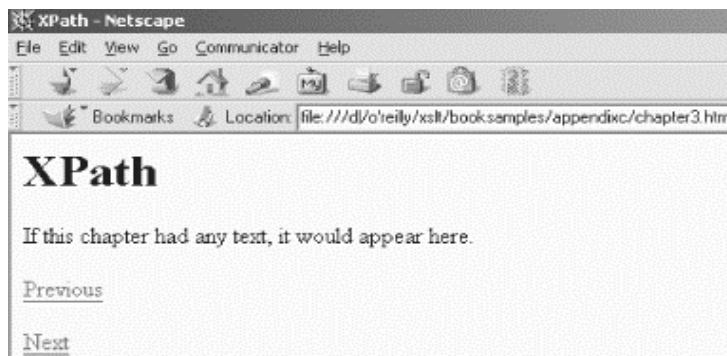 XPath - Netscape
File Edit View Go Communicator Help
My
Bookmarks Location: file:///d|/o'reilly/xslt/booksamples/appendixc/chapter3.htm
XPath
If this chapter had any text, it would appear here.
Previous
Next